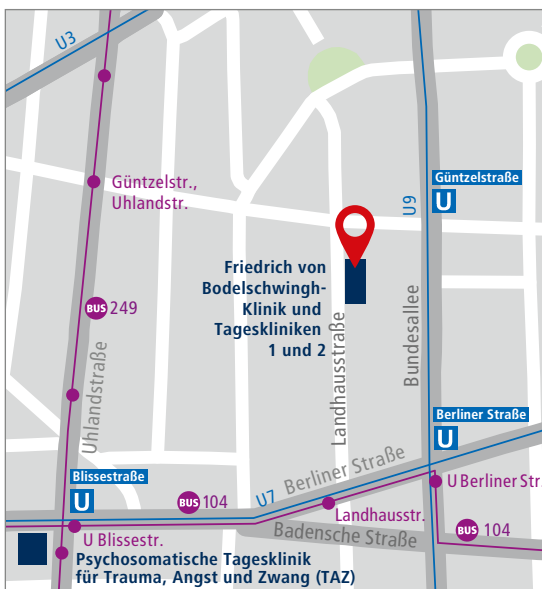 U3
Güntzelstr.,
Uhlandstr.
Güntzelstraße
U
U9
Friedrich von
Bodelschwingh-
Klinik und
Tageskliniken
1 und 2
BUS 249
Uhlandstraße
Landhausstraße
Bundesallee
Berliner Straße
U
Blissestraße
U
BUS 104
U7
Berliner Straße
U Berliner Str.
Landhausstr.
BUS 104
Badensche Straße
U Blissestr.
Psychosomatische Tagesklinik
für Trauma, Angst und Zwang (TAZ)